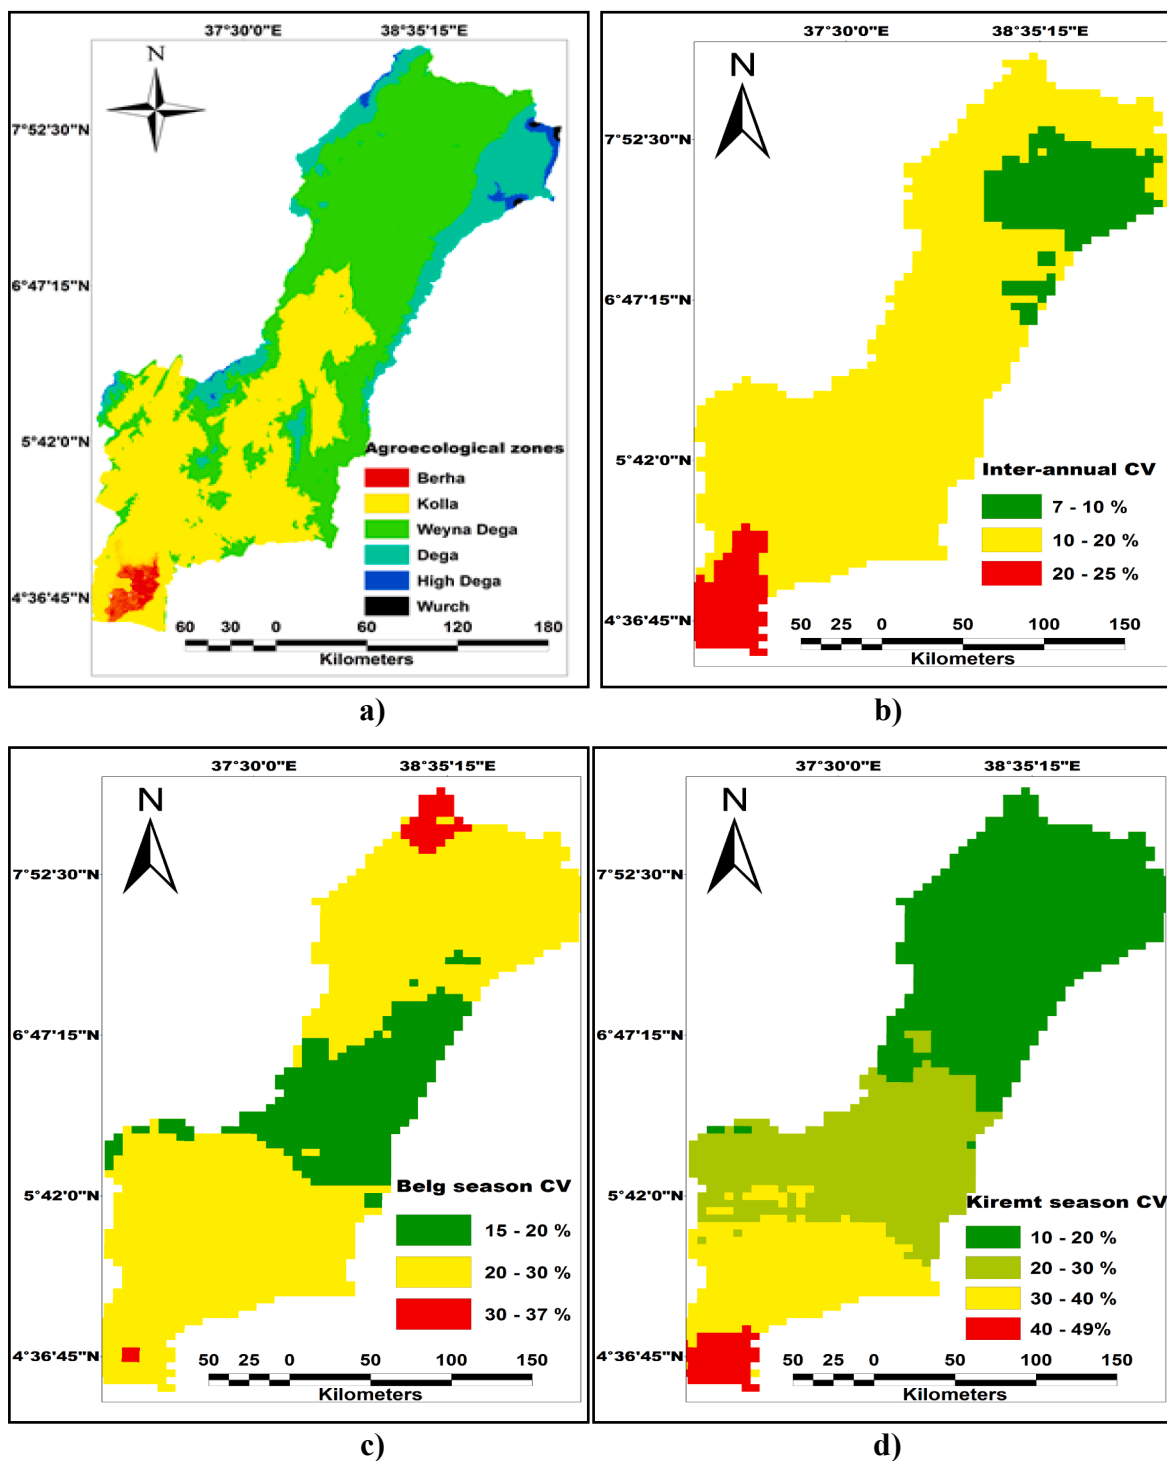 37°30'0"E 38°35'15"E
N
7°52'30"N
6°47'15"N
5°42'0"N
4°36'45"N
Agroecological zones
Berha
Kolla
Weyna Dega
Dega
High Dega
Wurch
60 30 0 60 120 180
Kilometers
a)
37°30'0"E 38°35'15"E
N
7°52'30"N
6°47'15"N
5°42'0"N
4°36'45"N
Inter-annual CV
7 - 10 %
10 - 20 %
20 - 25 %
50 25 0 50 100 150
Kilometers
b)
37°30'0"E 38°35'15"E
N
7°52'30"N
6°47'15"N
5°42'0"N
4°36'45"N
Belg season CV
15 - 20 %
20 - 30 %
30 - 37 %
50 25 0 50 100 150
Kilometers
c)
37°30'0"E 38°35'15"E
N
7°52'30"N
6°47'15"N
5°42'0"N
4°36'45"N
Kiremt season CV
10 - 20 %
20 - 30 %
30 - 40 %
40 - 49%
50 25 0 50 100 150
Kilometers
d)